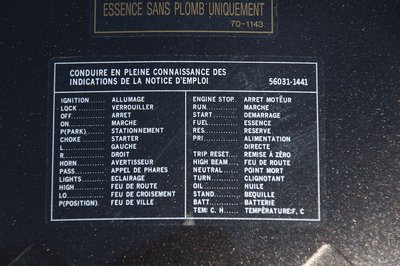 ESSENCE SANS PLOMB UNIQUEMENT
70-1143
CONDUIRE EN PLEINE CONNAISSANCE DES
INDICATIONS DE LA NOTICE D'EMPLOI 56031-1441
IGNITION ..... ALLUMAGE
LOCK ..... VERROUILLER
OFF ..... ARRET
ON ..... MARCHE
P(PARK) ..... STATIONNEMENT
CHOKE ..... STARTER
L ..... GAUCHE
R ..... DROIT
HORN ..... AVERTISSEUR
PASS ..... APPEL DE PHARES
LIGHTS ..... ECLAIRAGE
HIGH ..... FEU DE ROUTE
LO ..... FEU DE CROISEMENT
P(POSITION) ..... FEU DE VILLE
ENGINE STOP .. ARRET MOTEUR
RUN ..... MARCHE
START ..... DEMARRAGE
FUEL ..... ESSENCE
RES ..... RESERVE
PRI ..... ALIMENTATION
DIRECTE
TRIP RESET .. REMISE À ZÉRO
HIGH BEAM .. FEU DE ROUTE
NEUTRAL ..... POINT MORT
TURN ..... CLIGNOTANT
OIL ..... HUILE
STAND ..... BEQUILLE
BATT ..... BATTERIE
TEM: C. H ..... TEMPÉRATURE:F, C